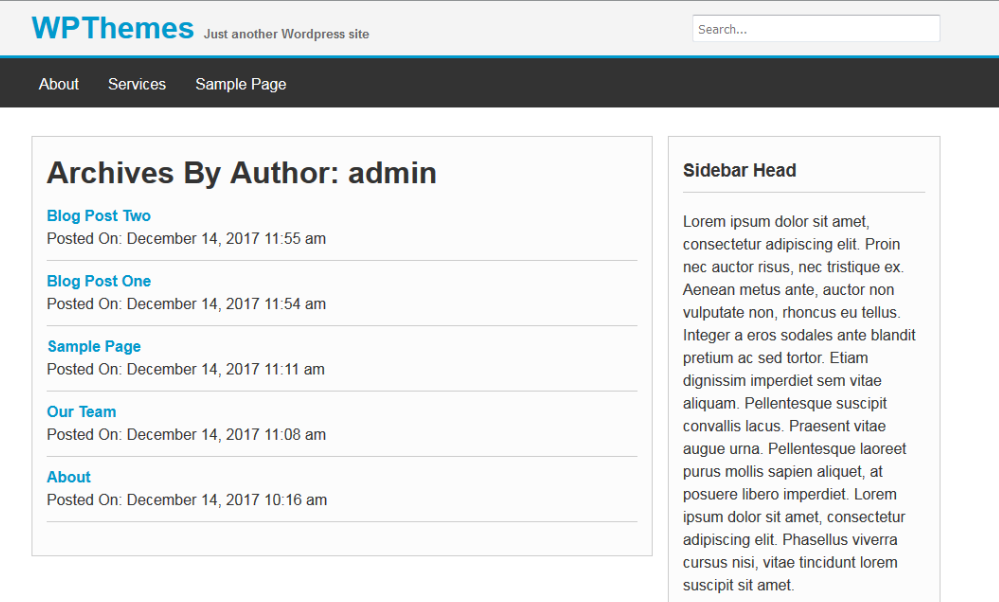 WPThemes Just another Wordpress site
Search...
About Services Sample Page
Archives By Author: admin
Blog Post Two
Posted On: December 14, 2017 11:55 am
Blog Post One
Posted On: December 14, 2017 11:54 am
Sample Page
Posted On: December 14, 2017 11:11 am
Our Team
Posted On: December 14, 2017 11:08 am
About
Posted On: December 14, 2017 10:16 am
Sidebar Head
Lorem ipsum dolor sit amet,
consectetur adipiscing elit. Proin
nec auctor risus, nec tristique ex.
Aenean metus ante, auctor non
vulputate non, rhoncus eu tellus.
Integer a eros sodales ante blandit
pretium ac sed tortor. Etiam
dignissim imperdiet sem vitae
aliquam. Pellentesque suscipit
convallis lacus. Praesent vitae
augue urna. Pellentesque laoreet
purus mollis sapien aliquet, at
posuere libero imperdiet. Lorem
ipsum dolor sit amet, consectetur
adipiscing elit. Phasellus viverra
cursus nisi, vitae tincidunt lorem
suscipit sit amet.